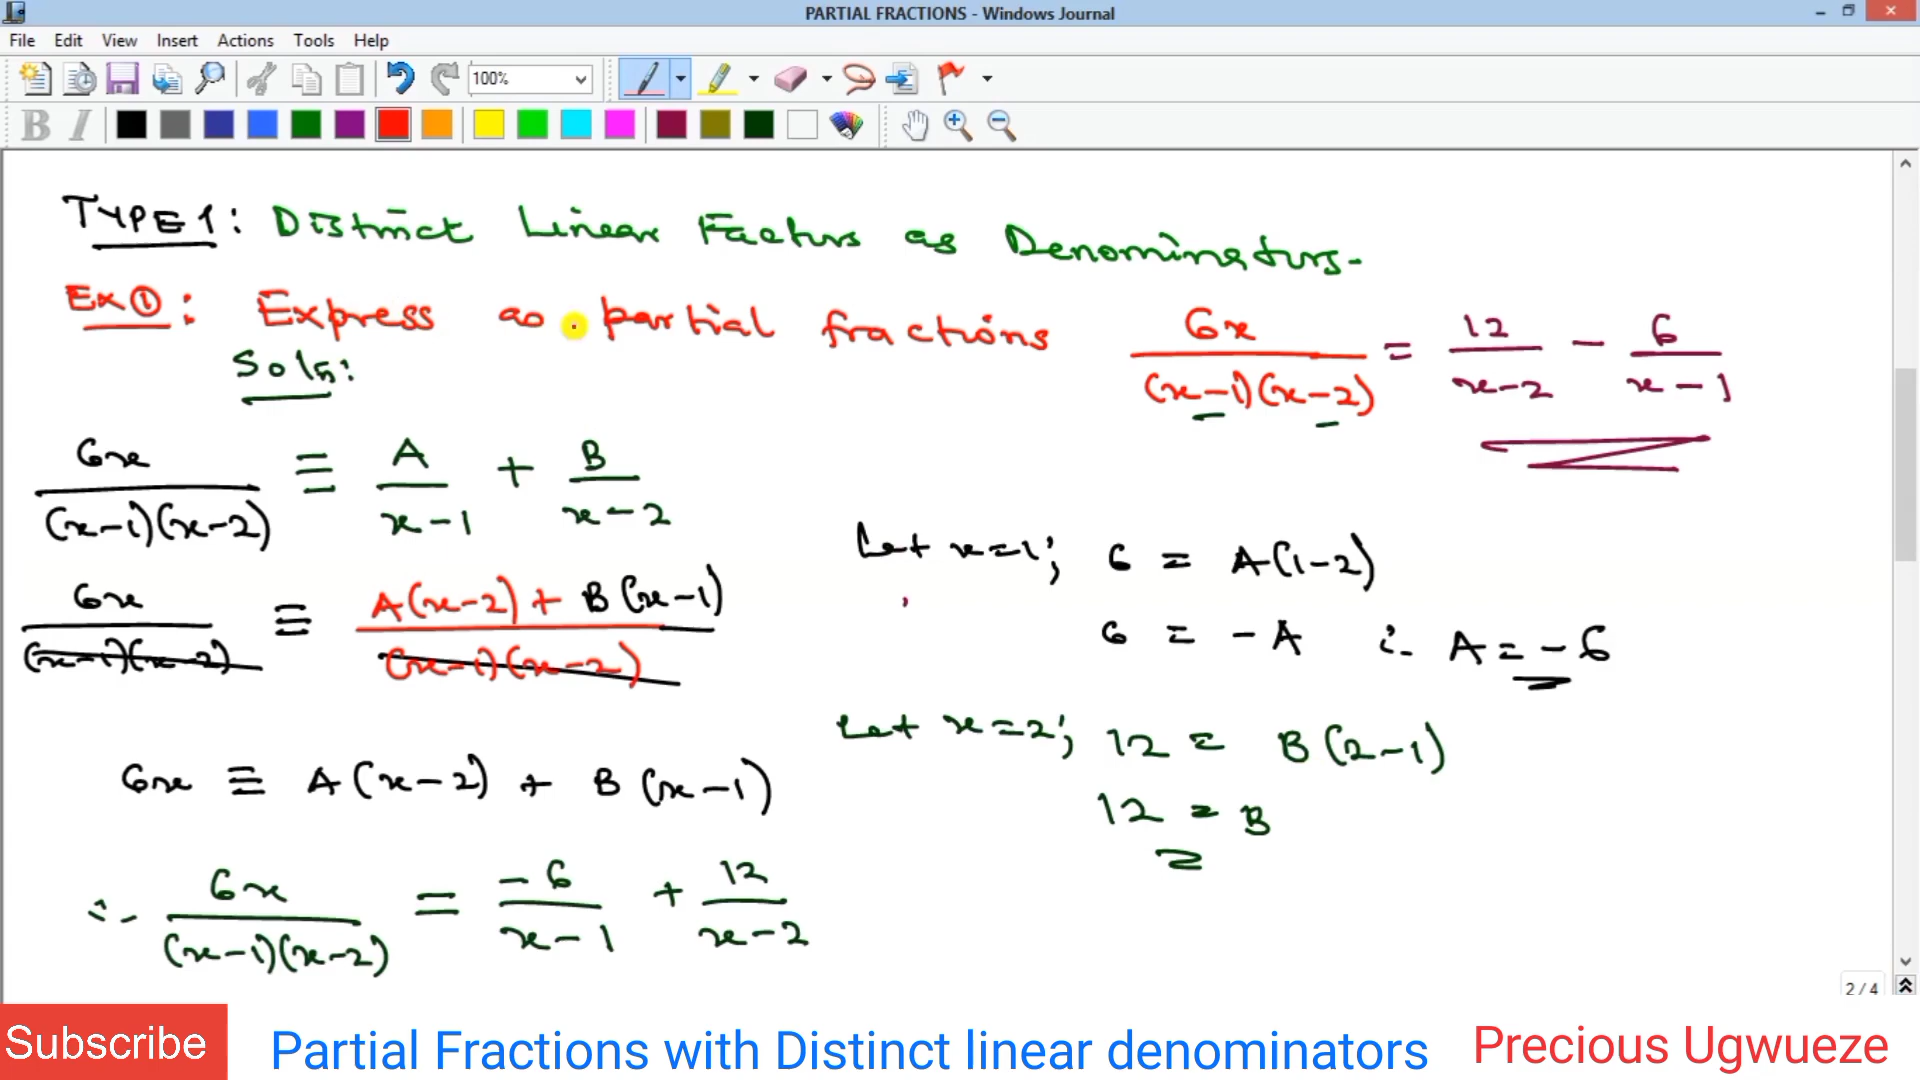 PARTIAL FRACTIONS - Windows Journal
File Edit View Insert Actions Tools Help
100%
B I
TYPE 1: Distinct Linear Factors as Denominators.
Ex ①: Express as partial fractions 6x/((x-1)(x-2)) = 12/(x-2) - 6/(x-1)
Soln:
6x/((x-1)(x-2)) ≡ A/(x-1) + B/(x-2)
6x/((x-1)(x-2)) ≡ (A(x-2) + B(x-1))/((x-1)(x-2))
6x ≡ A(x-2) + B(x-1)
∴ 6x/((x-1)(x-2)) = -6/(x-1) + 12/(x-2)
Let x=1; 6 = A(1-2)
6 = -A ∴ A = -6
Let x=2; 12 = B(2-1)
12 = B
2 / 4
Subscribe
Partial Fractions with Distinct linear denominators
Precious Ugwueze